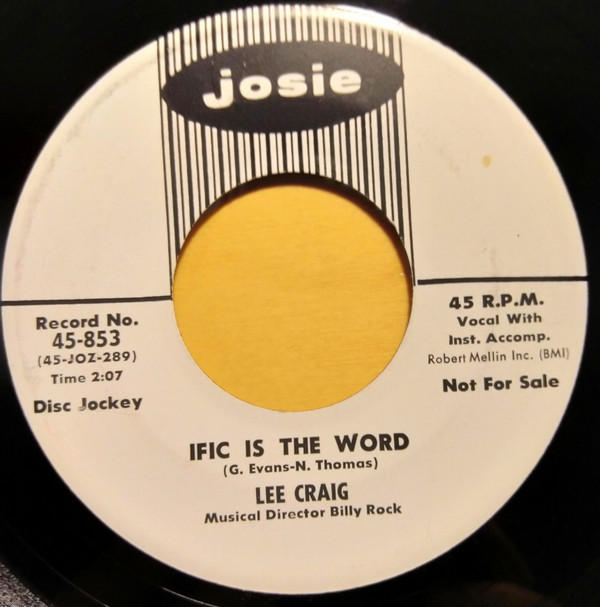 josie
Record No.
45-853
(45-JOZ-289)
Time 2:07
Disc Jockey
45 R.P.M.
Vocal With
Inst. Accomp.
Robert Mellin Inc. (BMI)
Not For Sale
IFIC IS THE WORD
(G. Evans-N. Thomas)
LEE CRAIG
Musical Director Billy Rock